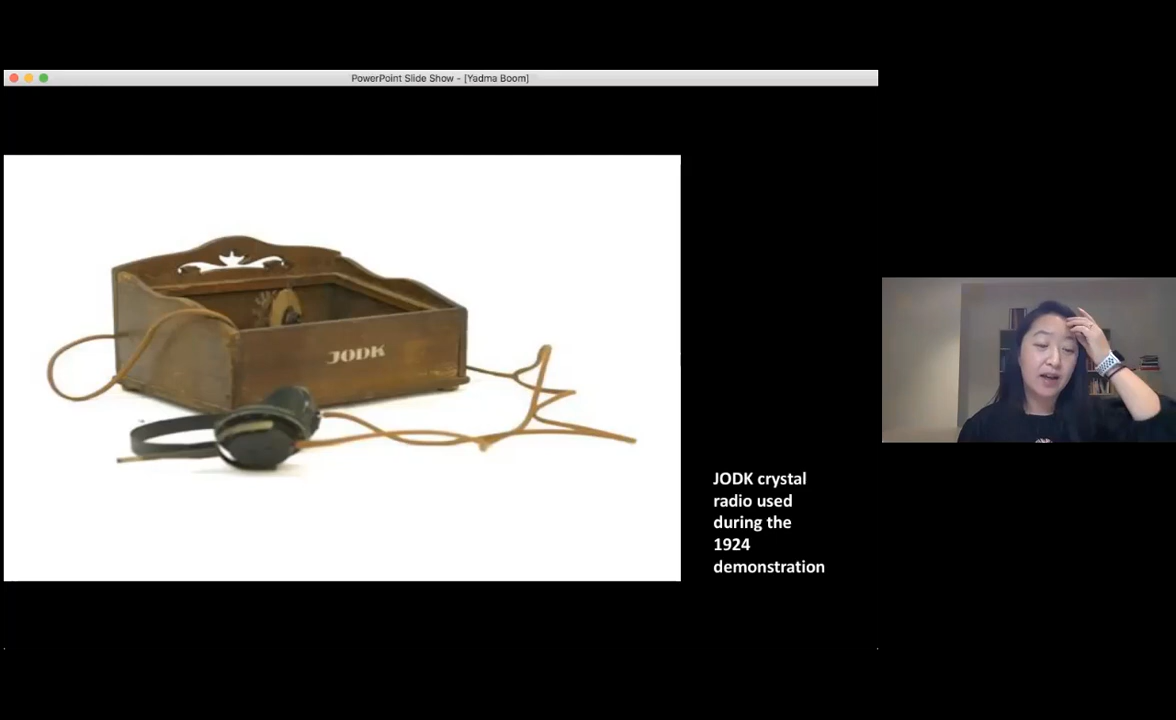 PowerPoint Slide Show - [Yadma Boom]
JODK
JODK crystal
radio used
during the
1924
demonstration